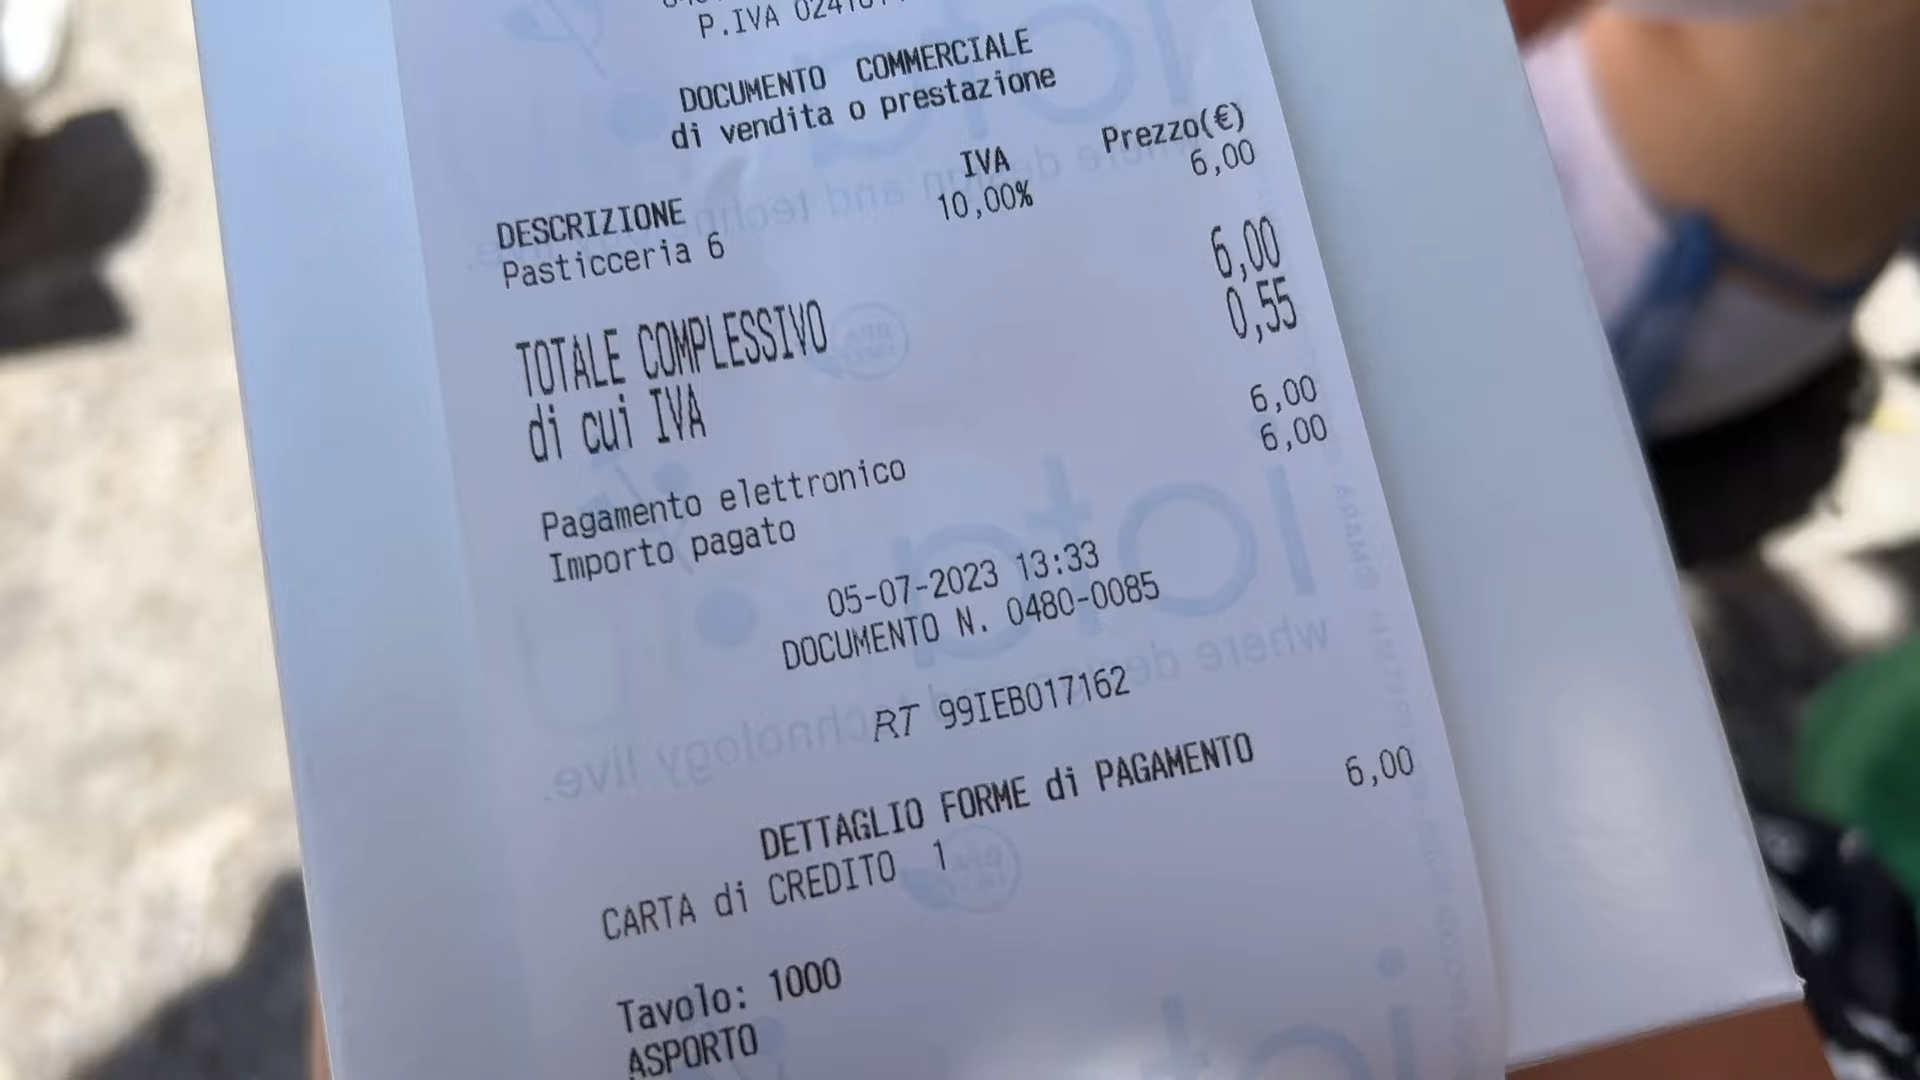 P.IVA
DOCUMENTO COMMERCIALE
di vendita o prestazione
DESCRIZIONE IVA Prezzo(€)
Pasticceria 6 10,00% 6,00
TOTALE COMPLESSIVO 6,00
di cui IVA 0,55
Pagamento elettronico 6,00
Importo pagato 6,00
05-07-2023 13:33
DOCUMENTO N. 0480-0085
RT 99IEB017162
DETTAGLIO FORME di PAGAMENTO
CARTA di CREDITO 1 6,00
Tavolo: 1000
ASPORTO